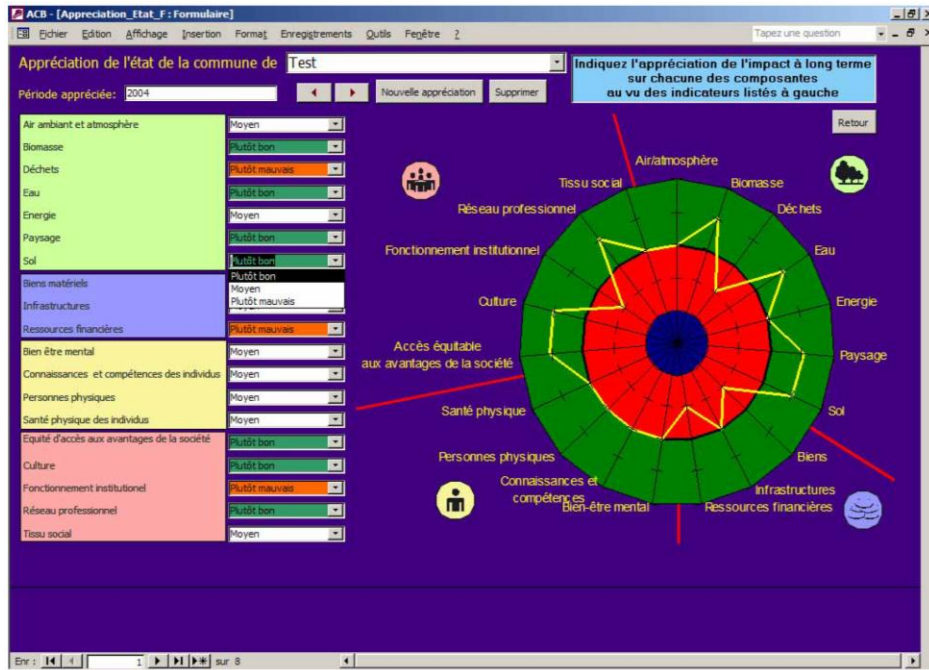 ACB - [Appreciation_Etat_F : Formulaire]
Fichier Edition Affichage Insertion Format Enregistrements Outils Fenêtre ? Tapez une question
Appréciation de l'état de la commune de Test
Période appréciée: 2004
Nouvelle appréciation Supprimer
Indiquez l'appréciation de l'impact à long terme
sur chacune des composantes
au vu des indicateurs listés à gauche
Retour
Air ambiant et atmosphère Moyen
Biomasse Plutôt bon
Déchets Plutôt mauvais
Eau Plutôt bon
Energie Moyen
Paysage Plutôt bon
Sol Plutôt bon
Plutôt bon
Moyen
Plutôt mauvais
Biens matériels
Infrastructures
Ressources financières Plutôt mauvais
Bien être mental Moyen
Connaissances et compétences des individus Moyen
Personnes physiques Moyen
Santé physique des individus Moyen
Equité d'accès aux avantages de la société Plutôt bon
Culture Plutôt bon
Fonctionnement institutionel Plutôt mauvais
Réseau professionnel Plutôt bon
Tissu social Moyen
Air/atmosphère
Biomasse
Déchets
Eau
Energie
Paysage
Sol
Biens
Infrastructures
Ressources financières
Bien-être mental
Connaissances et
compétences
Personnes physiques
Santé physique
Accès équitable
aux avantages de la société
Culture
Fonctionnement institutionnel
Réseau professionnel
Tissu social
Enr : 1 sur 8